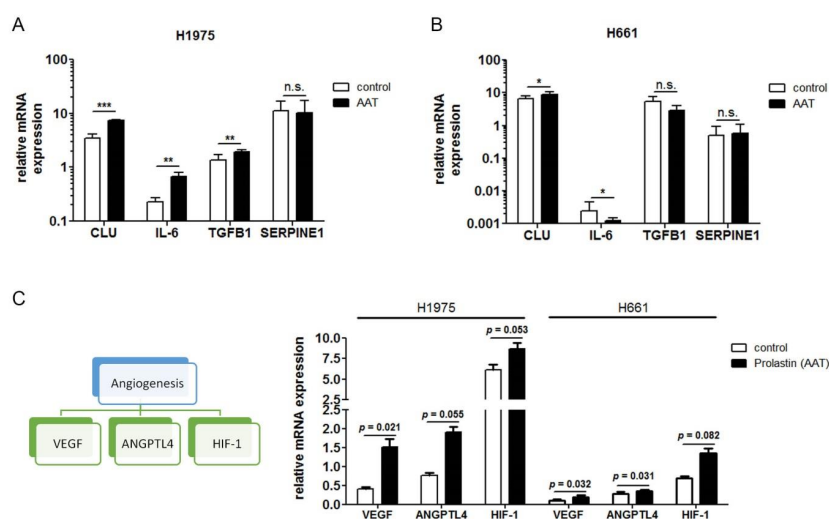 A
H1975
relative mRNA
expression
100
10
1
0.1
***
**
**
n.s.
control
AAT
CLU
IL-6
TGFB1
SERPINE1
B
H661
relative mRNA
expression
100
10
1
0.1
0.01
0.001
*
*
n.s.
n.s.
control
AAT
CLU
IL-6
TGFB1
SERPINE1
C
Angiogenesis
VEGF
ANGPTL4
HIF-1
H1975
H661
relative mRNA expression
10.0
7.5
5.0
2.5
2.0
1.5
1.0
0.5
0.0
p = 0.021
p = 0.055
p = 0.053
p = 0.032
p = 0.031
p = 0.082
control
Prolastin (AAT)
VEGF
ANGPTL4
HIF-1
VEGF
ANGPTL4
HIF-1